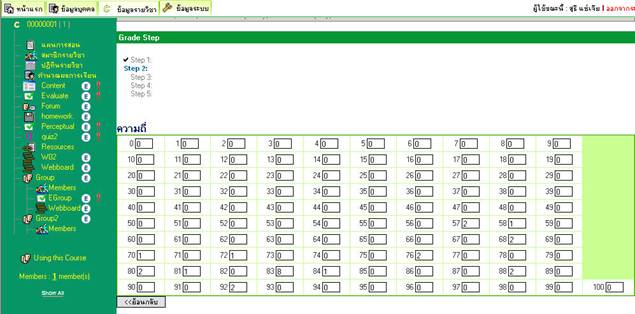 หน้าแรก ข้อมูลบุคคล ข้อมูลรายวิชา ข้อมูลระบบ ผู้ใช้ขณะนี้ : สุธี แซ่เจีย | ออกจากระ
C 00000001 | 1 |
Grade Step
แผนการสอน
สมาชิกรายวิชา
ปฏิทินรายวิชา
คำนวณผลการเรียน
Content E !
Evaluate E !
Forum E
homework. E
Perceptual E !
quiz2 E !
Resources
W02 E
Webboard E
Group E
Members
EGroup E !
Webboard E
Group2 E
Members
Using this Course
Members : 1 member(s)
Show All
Step 1:
Step 2:
Step 3:
Step 4:
Step 5:
ความถี่
0 0 1 0 2 0 3 0 4 0 5 0 6 0 7 0 8 0 9 0
10 0 11 0 12 0 13 0 14 0 15 0 16 0 17 0 18 0 19 0
20 0 21 0 22 0 23 0 24 0 25 0 26 0 27 0 28 0 29 0
30 0 31 0 32 0 33 0 34 0 35 0 36 0 37 0 38 0 39 0
40 0 41 0 42 0 43 0 44 0 45 0 46 0 47 0 48 0 49 0
50 0 51 0 52 0 53 0 54 0 55 0 56 0 57 2 58 1 59 0
60 0 61 0 62 0 63 0 64 0 65 0 66 0 67 0 68 2 69 0
70 1 71 0 72 1 73 0 74 0 75 0 76 2 77 0 78 0 79 0
80 2 81 1 82 0 83 8 84 1 85 0 86 0 87 0 88 2 89 0
90 0 91 0 92 2 93 0 94 0 95 0 96 0 97 0 98 0 99 0 100 0
<<ย้อนกลับ